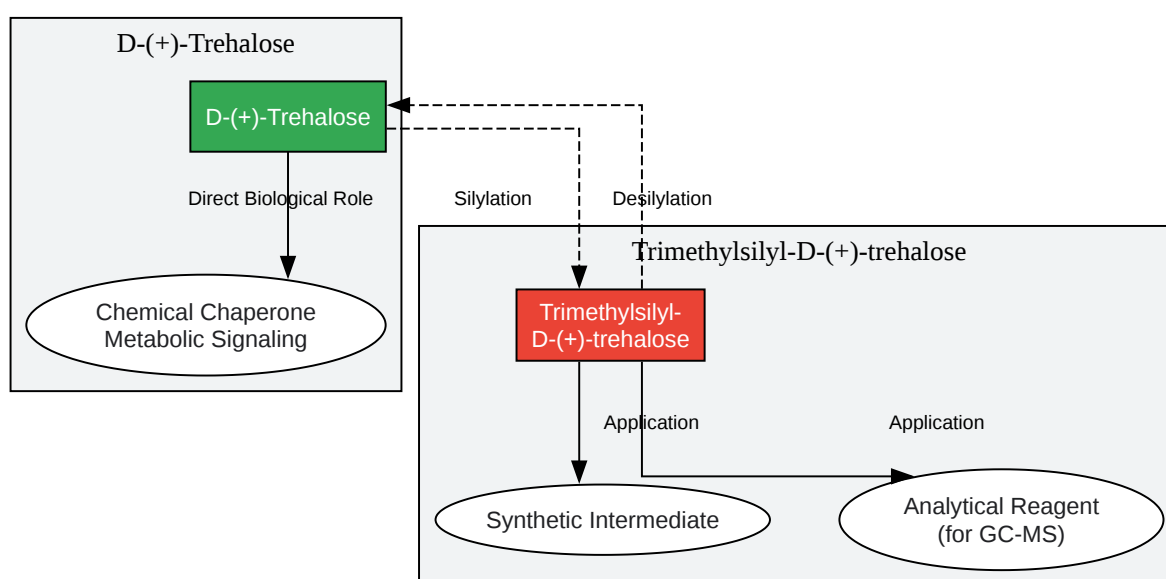 D-(+)-Trehalose
D-(+)-Trehalose
Direct Biological Role
Silylation
Desilylation
Trimethylsilyl-D-(+)-trehalose
Chemical Chaperone
Metabolic Signaling
Trimethylsilyl-
D-(+)-trehalose
Application
Application
Synthetic Intermediate
Analytical Reagent
(for GC-MS)